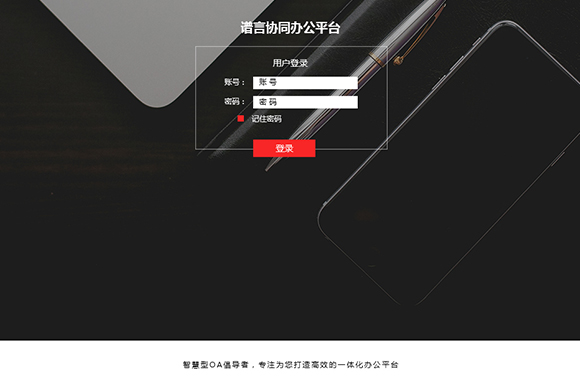 谱言协同办公平台
用户登录
账号： 账 号
密码： 密 码
记住密码
登录
智慧型OA倡导者，专注为您打造高效的一体化办公平台